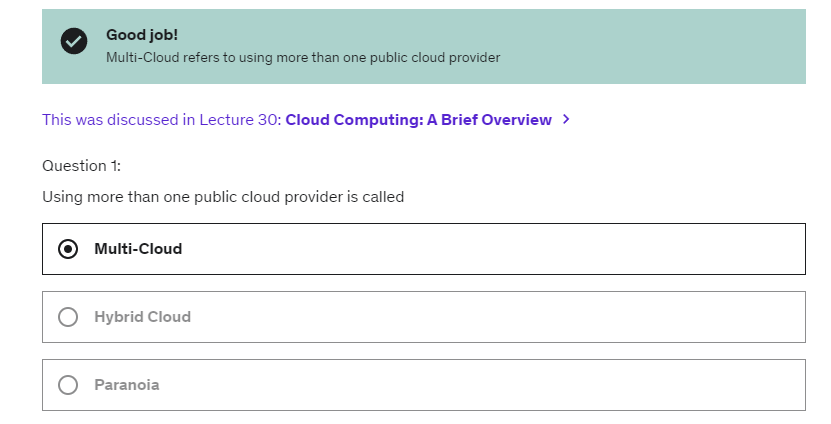 Good job!
Multi-Cloud refers to using more than one public cloud provider
This was discussed in Lecture 30: Cloud Computing: A Brief Overview
Question 1:
Using more than one public cloud provider is called
Multi-Cloud
Hybrid Cloud
Paranoia